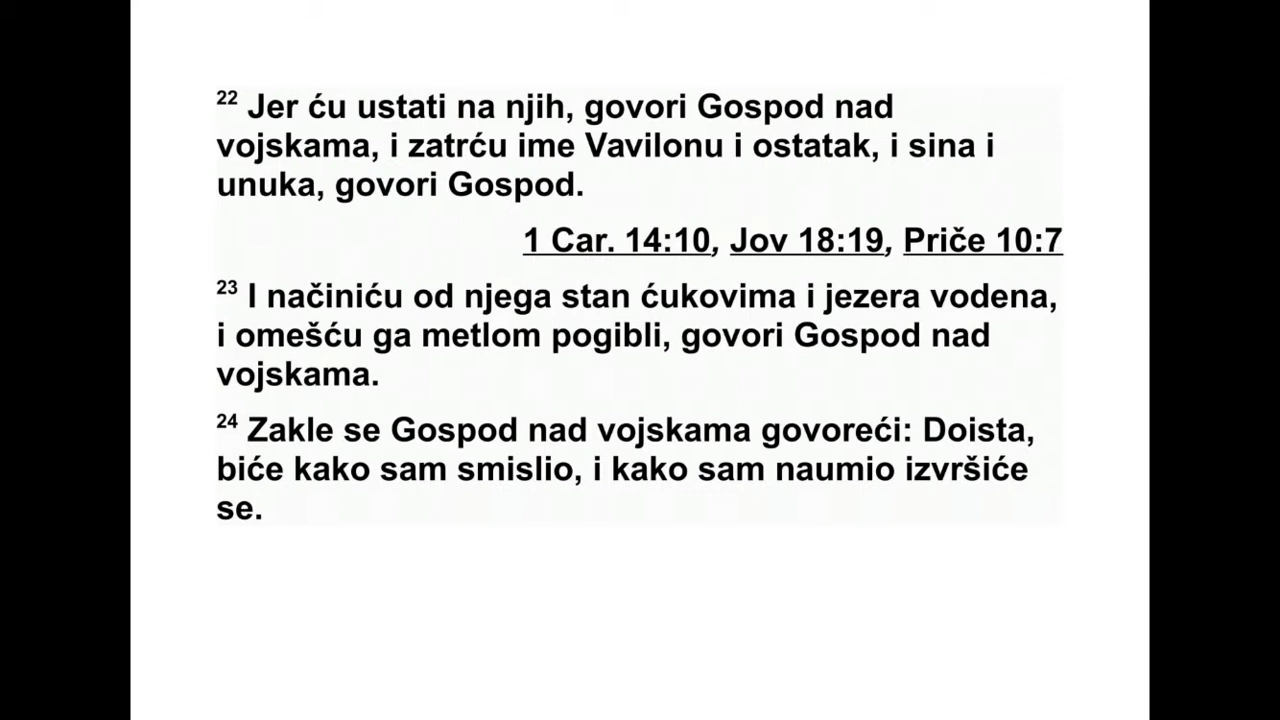 22 Jer ću ustati na njih, govori Gospod nad
vojskama, i zatrću ime Vavilonu i ostatak, i sina i
unuka, govori Gospod.
1 Car. 14:10, Jov 18:19, Priče 10:7
23 I načiniću od njega stan ćukovima i jezera vodena,
i omešću ga metlom pogibli, govori Gospod nad
vojskama.
24 Zakle se Gospod nad vojskama govoreći: Doista,
biće kako sam smislio, i kako sam naumio izvršiće
se.